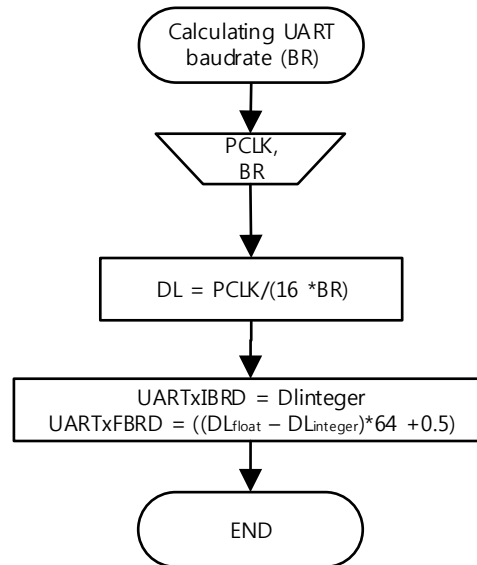 Calculating UART
baudrate (BR)
PCLK,
BR
DL = PCLK/(16 *BR)
UARTxIBRD = Dlinteger
UARTxFBRD = ((DLfloat – DLinteger)*64 +0.5)
END